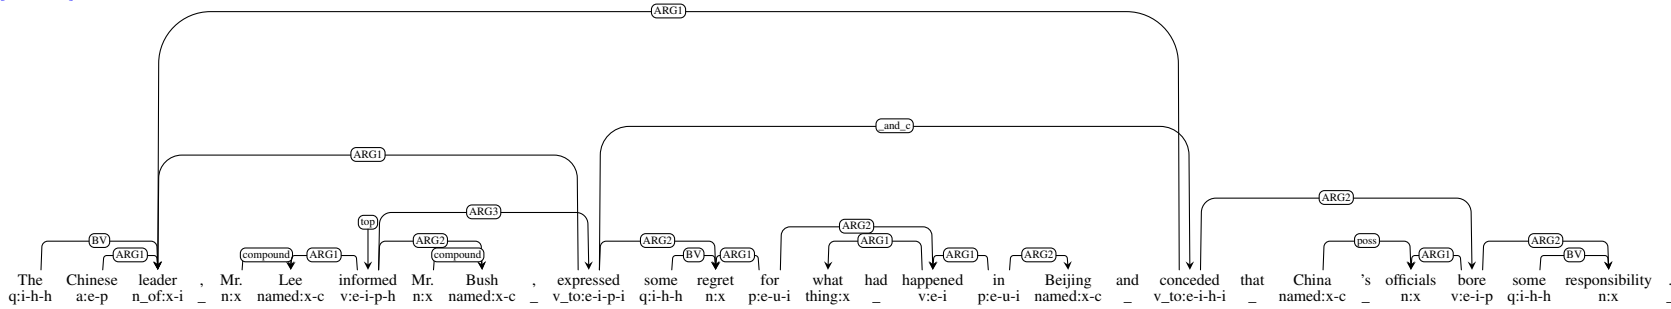 ARG1
_and_c
ARG1
ARG2
top ARG3
ARG2
BV ARG1 ARG2 ARG2 poss ARG2
ARG1 compound ARG1 compound BV ARG1 ARG1 ARG2 ARG1 BV
The Chinese leader , Mr. Lee informed Mr. Bush , expressed some regret for what had happened in Beijing and conceded that China 's officials bore some responsibility .
q:i-h-h a:e-p n_of:x-i _ n:x named:x-c v:e-i-p-h n:x named:x-c _ v_to:e-i-p-i q:i-h-h n:x p:e-u-i thing:x _ v:e-i p:e-u-i named:x-c _ v_to:e-i-h-i _ named:x-c _ n:x v:e-i-p q:i-h-h n:x _